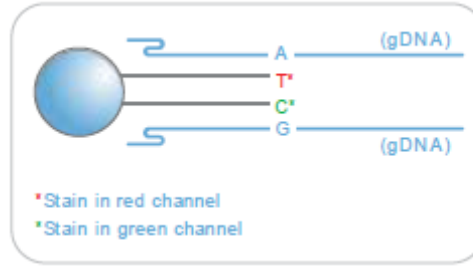 A (gDNA)
T*
C*
G
(gDNA)
*Stain in red channel
*Stain in green channel